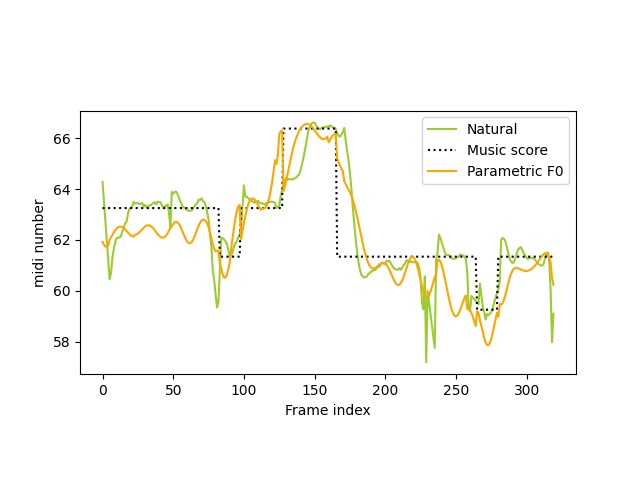 Natural
Music score
Parametric F0
66
64
62
60
58
midi number
0 50 100 150 200 250 300
Frame index